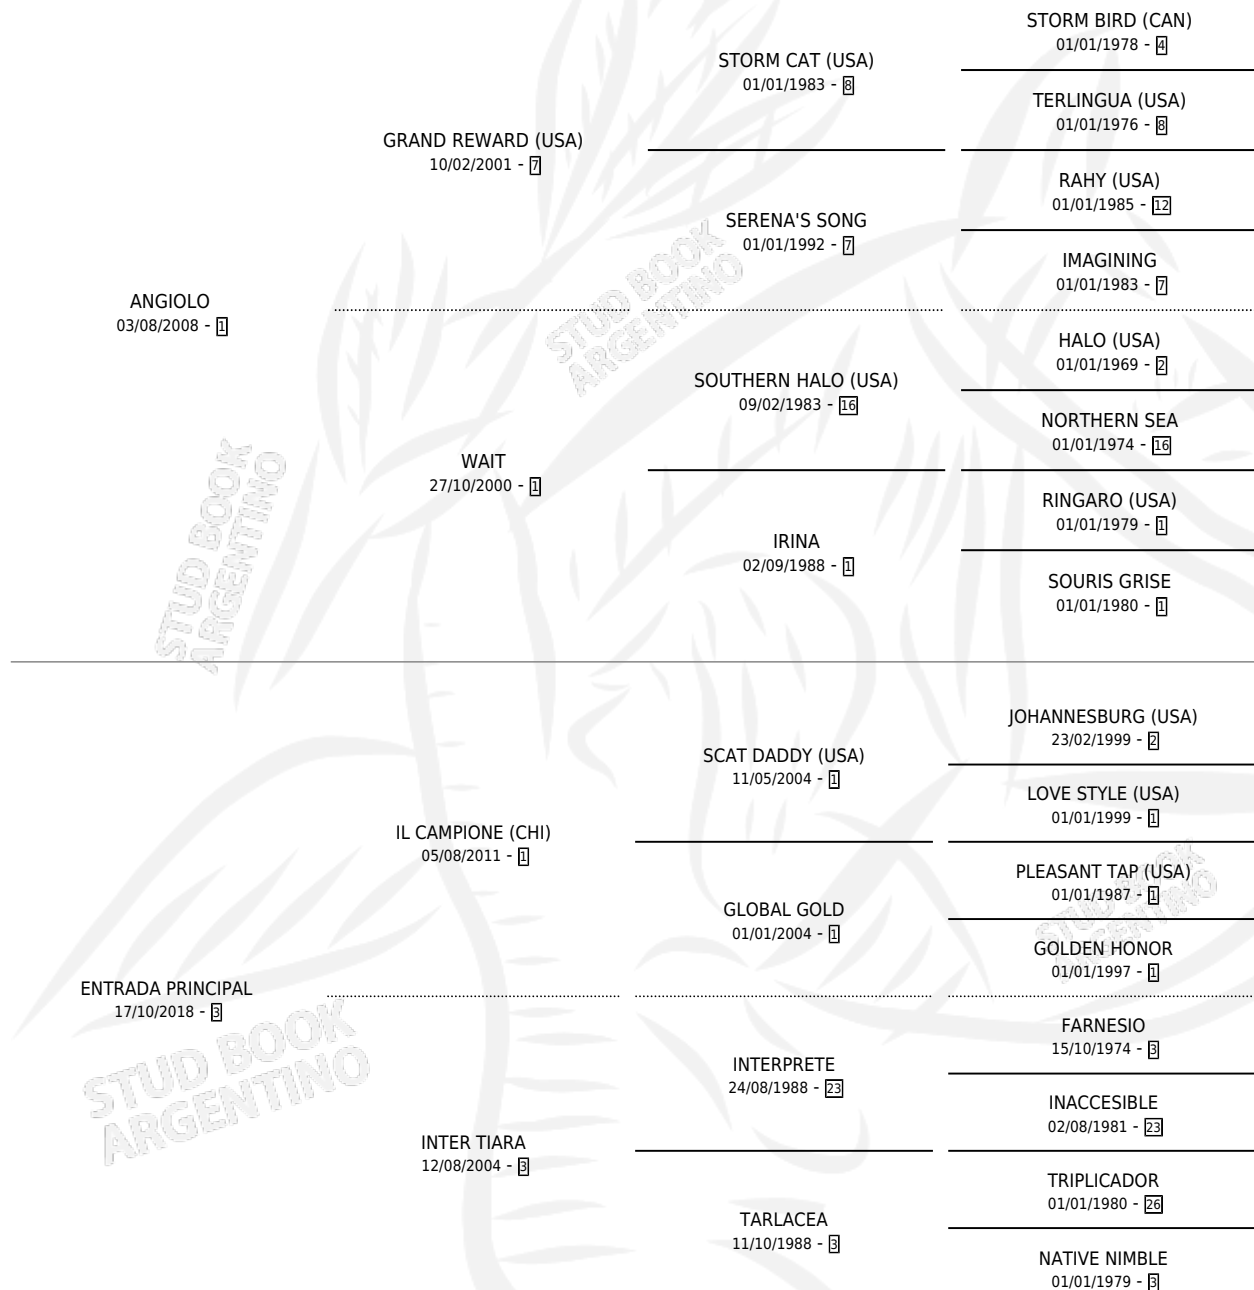 STORM BIRD (CAN)
01/01/1978 - 4
STORM CAT (USA)
01/01/1983 - 8
TERLINGUA (USA)
01/01/1976 - 8
GRAND REWARD (USA)
10/02/2001 - 7
RAHY (USA)
01/01/1985 - 12
SERENA'S SONG
01/01/1992 - 7
IMAGINING
01/01/1983 - 7
ANGIOLO
03/08/2008 - 1
HALO (USA)
01/01/1969 - 2
SOUTHERN HALO (USA)
09/02/1983 - 16
NORTHERN SEA
01/01/1974 - 16
WAIT
27/10/2000 - 1
RINGARO (USA)
01/01/1979 - 1
IRINA
02/09/1988 - 1
SOURIS GRISE
01/01/1980 - 1
STUD BOOK
ARGENTINO
STUD BOOK
ARGENTINO
JOHANNESBURG (USA)
23/02/1999 - 2
SCAT DADDY (USA)
11/05/2004 - 1
LOVE STYLE (USA)
01/01/1999 - 1
IL CAMPIONE (CHI)
05/08/2011 - 1
PLEASANT TAP (USA)
01/01/1987 - 1
GLOBAL GOLD
01/01/2004 - 1
GOLDEN HONOR
01/01/1997 - 1
ENTRADA PRINCIPAL
17/10/2018 - 3
FARNESIO
15/10/1974 - 3
INTERPRETE
24/08/1988 - 23
INACCESIBLE
02/08/1981 - 23
INTER TIARA
12/08/2004 - 3
TRIPLICADOR
01/01/1980 - 26
TARLACEA
11/10/1988 - 3
NATIVE NIMBLE
01/01/1979 - 3
STUD BOOK
ARGENTINO
STUD BOOK
ARGENTINO